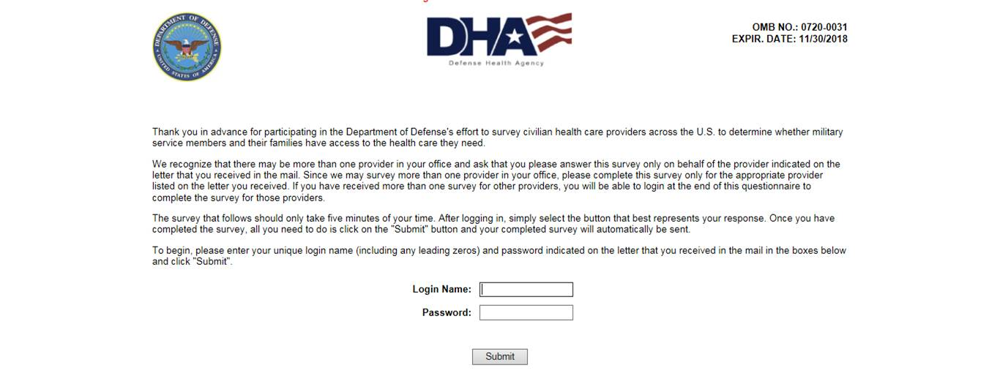 DEPARTMENT OF DEFENSE
UNITED STATES OF AMERICA
DHA
Defense Health Agency
OMB NO.: 0720-0031
EXPIR. DATE: 11/30/2018
Thank you in advance for participating in the Department of Defense's effort to survey civilian health care providers across the U.S. to determine whether military
service members and their families have access to the health care they need.
We recognize that there may be more than one provider in your office and ask that you please answer this survey only on behalf of the provider indicated on the
letter that you received in the mail. Since we may survey more than one provider in your office, please complete this survey only for the appropriate provider
listed on the letter you received. If you have received more than one survey for other providers, you will be able to login at the end of this questionnaire to
complete the survey for those providers.
The survey that follows should only take five minutes of your time. After logging in, simply select the button that best represents your response. Once you have
completed the survey, all you need to do is click on the "Submit" button and your completed survey will automatically be sent.
To begin, please enter your unique login name (including any leading zeros) and password indicated on the letter that you received in the mail in the boxes below
and click "Submit".
Login Name:
Password:
Submit